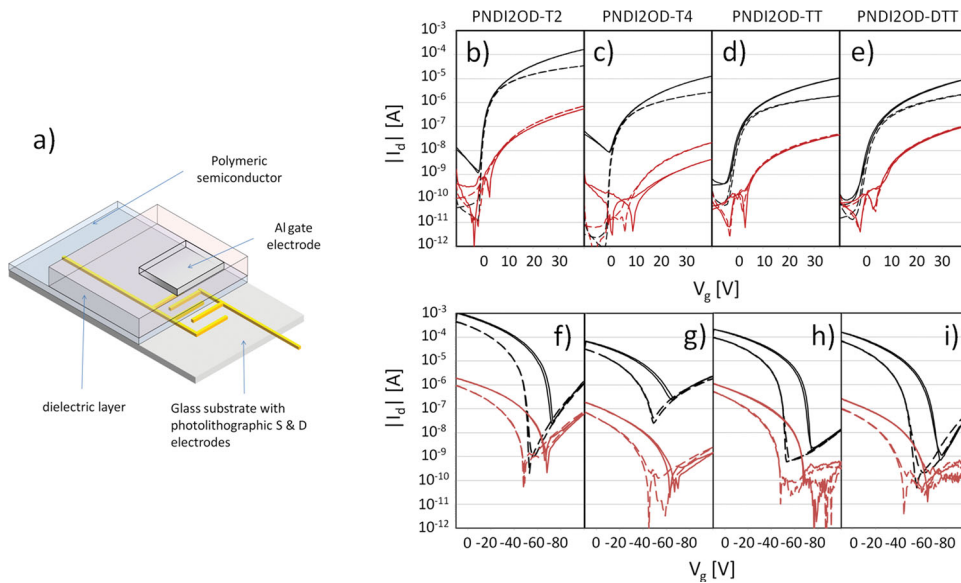 a)
Polymeric
semiconductor
Al gate
electrode
dielectric layer
Glass substrate with
photolithographic S & D
electrodes
PNDI2OD-T2 PNDI2OD-T4 PNDI2OD-TT PNDI2OD-DTT
b) c) d) e)
|I_d| [A]
10⁻³
10⁻⁴
10⁻⁵
10⁻⁶
10⁻⁷
10⁻⁸
10⁻⁹
10⁻¹⁰
10⁻¹¹
10⁻¹²
0 10 20 30 0 10 20 30 0 10 20 30 0 10 20 30
V_g [V]
f) g) h) i)
|I_d| [A]
10⁻³
10⁻⁴
10⁻⁵
10⁻⁶
10⁻⁷
10⁻⁸
10⁻⁹
10⁻¹⁰
10⁻¹¹
10⁻¹²
0 -20 -40 -60 -80 0 -20 -40 -60 -80 0 -20 -40 -60 -80 0 -20 -40 -60 -80
V_g [V]